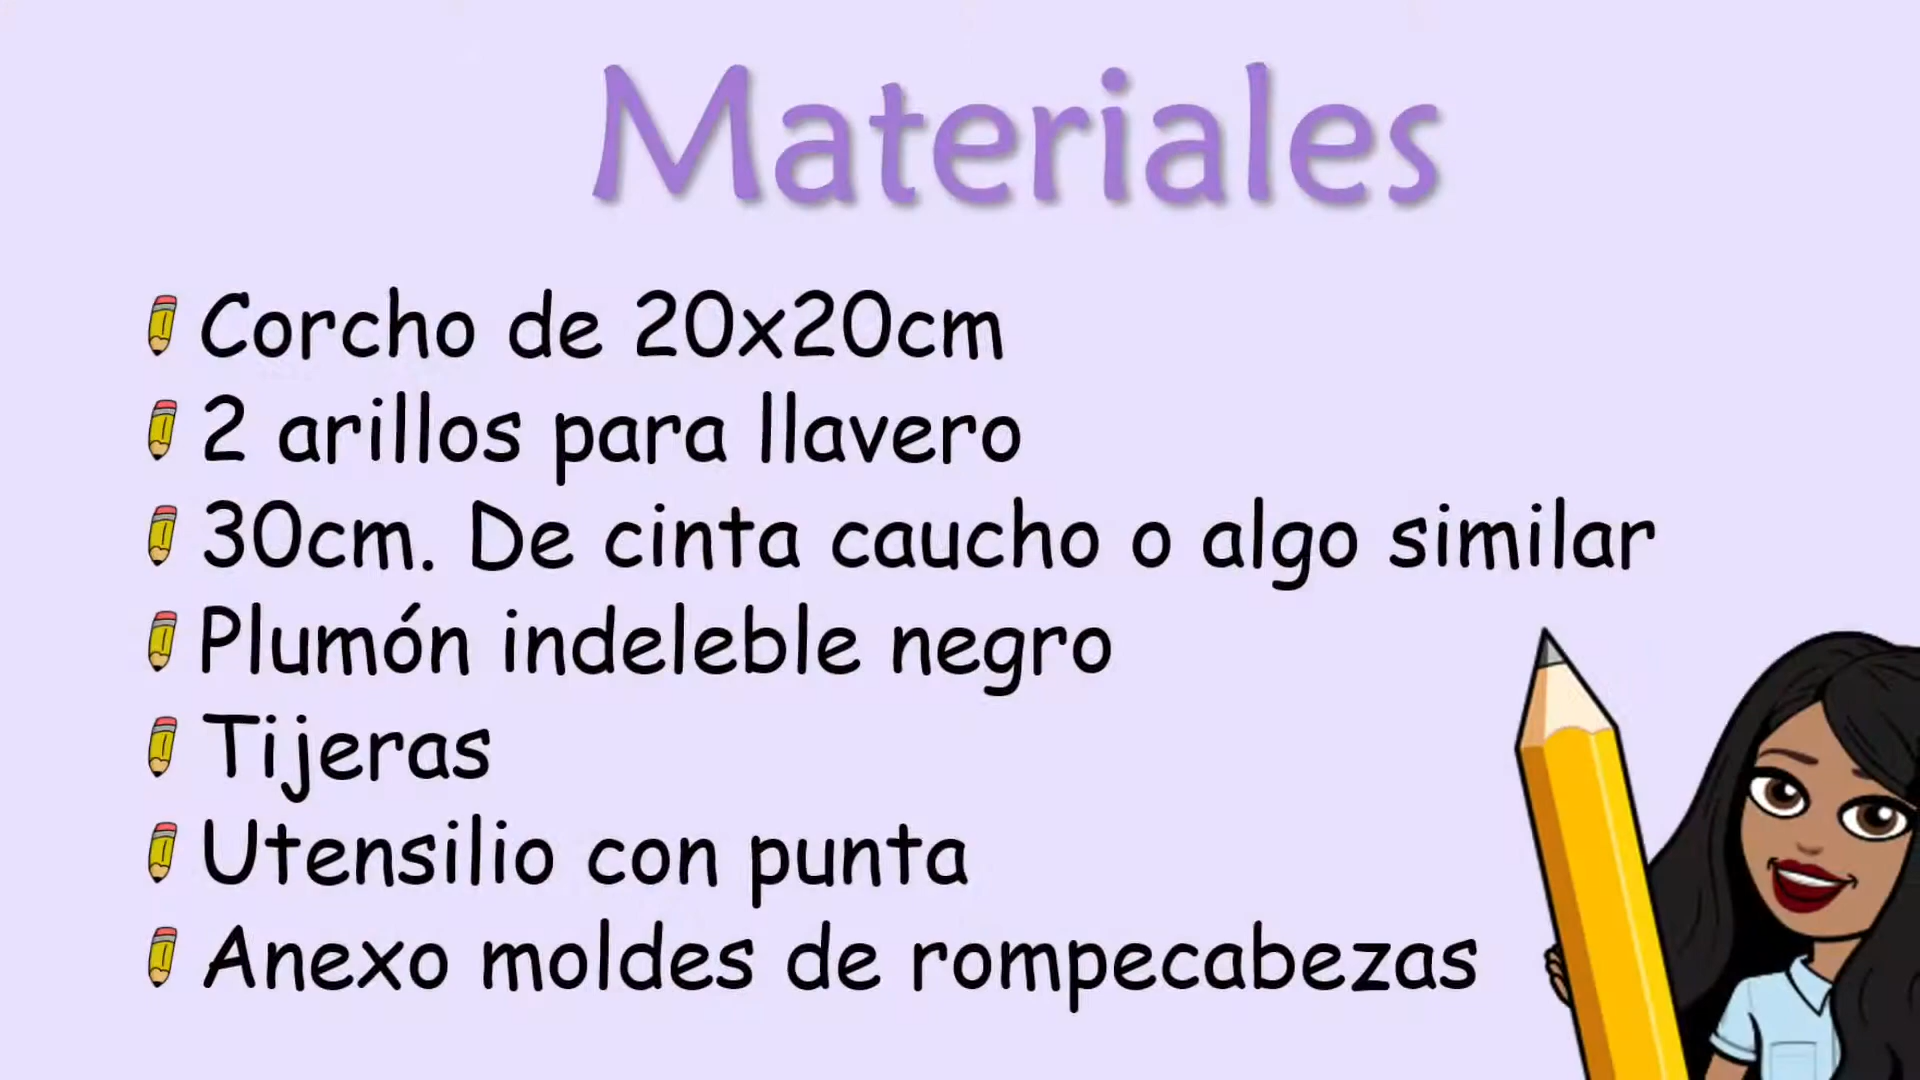 Materiales
Corcho de 20x20cm
2 arillos para llavero
30cm. De cinta caucho o algo similar
Plumón indeleble negro
Tijeras
Utensilio con punta
Anexo moldes de rompecabezas